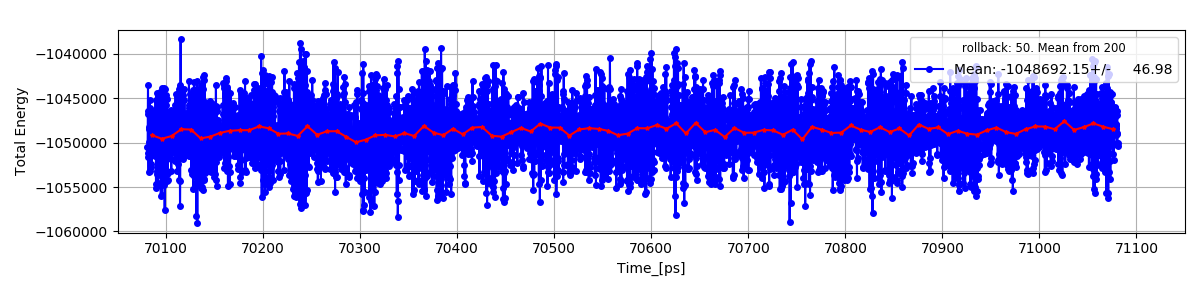 rollback: 50. Mean from 200
Mean: -1048692.15+/-     46.98
−1040000
−1045000
−1050000
−1055000
−1060000
Total Energy
70100 70200 70300 70400 70500 70600 70700 70800 70900 71000 71100
Time_[ps]